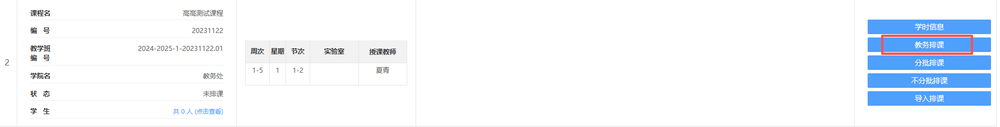 2
课程名 高高测试课程
编 号 20231122
教学班编 号 2024-2025-1-20231122.01
学院名 教务处
状 态 未排课
学 生 共 0 人 (点击查看)
周次 星期 节次 实验室 授课教师
1-5 1 1-2 夏青
学时信息
教务排课
分批排课
不分批排课
导入排课